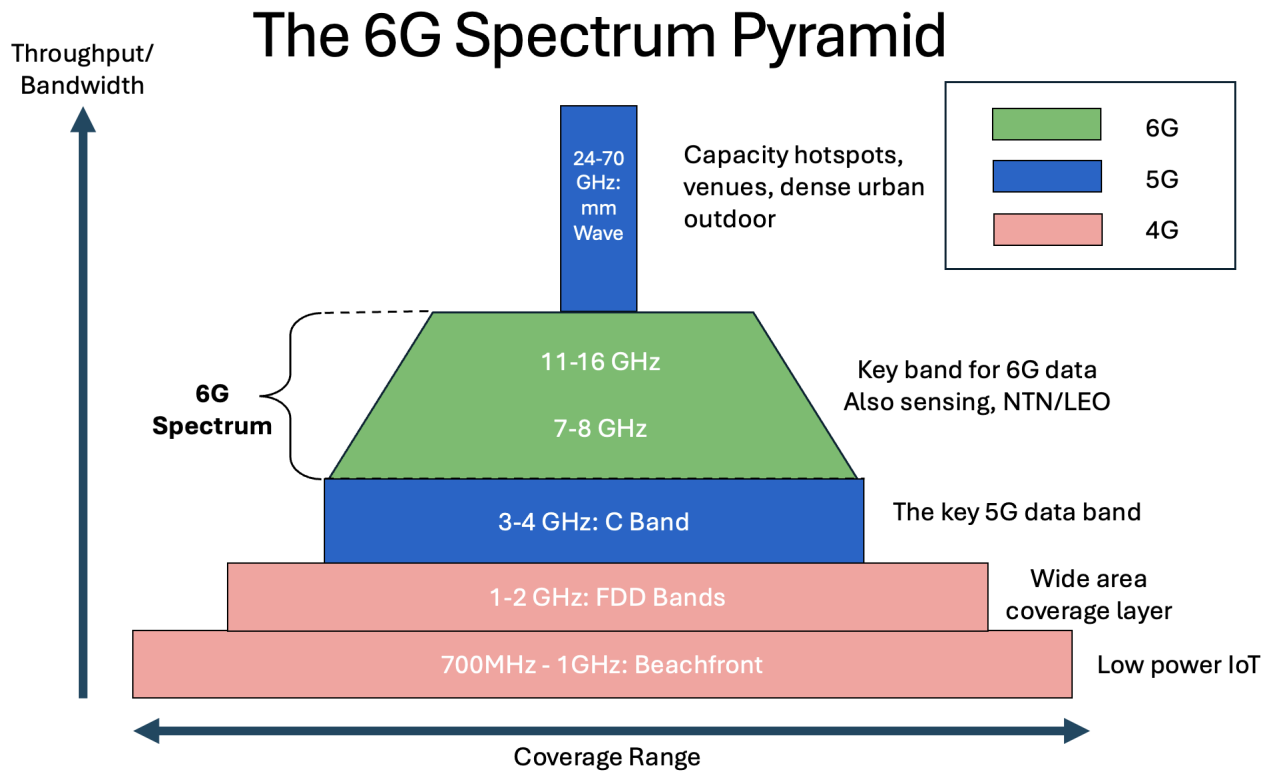 The 6G Spectrum Pyramid
Throughput/
Bandwidth
6G
5G
4G
24-70
GHz:
mm
Wave
Capacity hotspots,
venues, dense urban
outdoor
11-16 GHz
7-8 GHz
6G
Spectrum
Key band for 6G data
Also sensing, NTN/LEO
3-4 GHz: C Band
The key 5G data band
1-2 GHz: FDD Bands
Wide area
coverage layer
700MHz - 1GHz: Beachfront
Low power IoT
Coverage Range